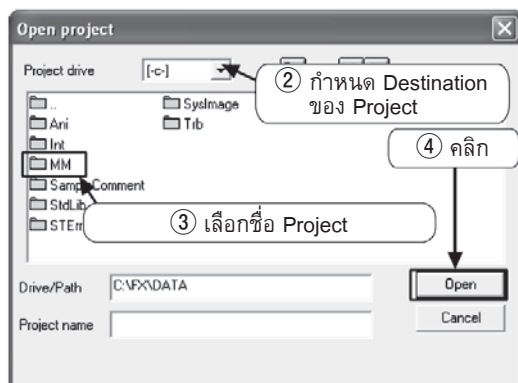 Open project
Project drive
[-c-]
② กำหนด Destination
ของ Project
..
SysImage
Ani
Trb
Int
④ คลิก
MM
Comment
StdLib
③ เลือกชื่อ Project
Drive/Path
C:\FX\DATA
Open
Project name
Cancel